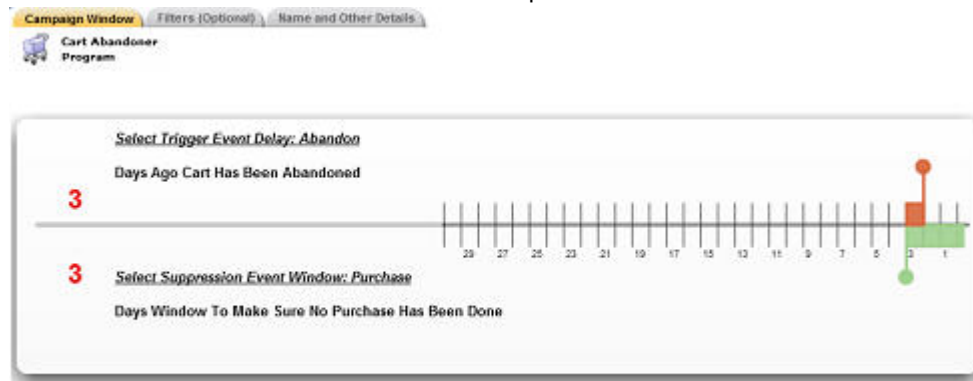 Campaign Window Filters (Optional) Name and Other Details
Cart Abandoner
Program
Select Trigger Event Delay: Abandon
Days Ago Cart Has Been Abandoned
3
29 27 25 23 21 19 17 15 13 11 9 7 5 3 1
3
Select Suppression Event Window: Purchase
Days Window To Make Sure No Purchase Has Been Done